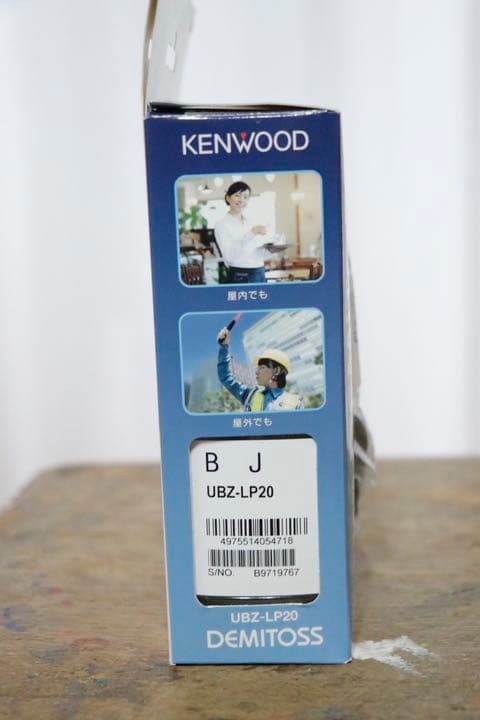 KENWOOD
屋内でも
屋外でも
B J
UBZ-LP20
4975514054718
S/NO. B9719767
UBZ-LP20
DEMITOSS